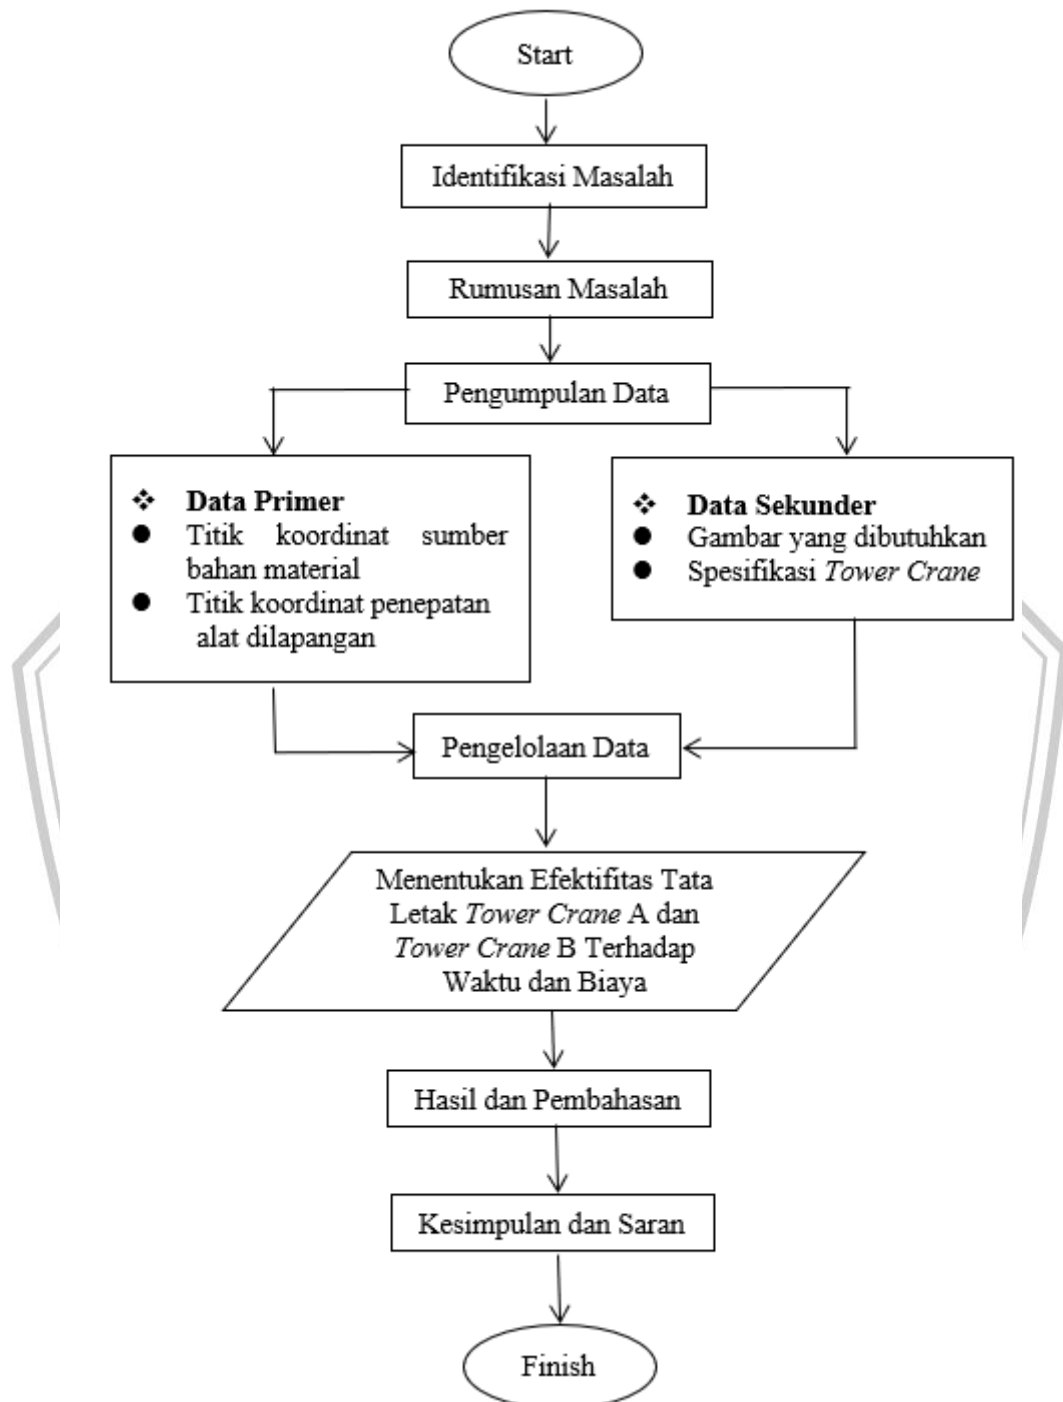 Start
Identifikasi Masalah
Rumusan Masalah
Pengumpulan Data
❖ Data Primer
● Titik koordinat sumber
bahan material
● Titik koordinat penepatan
alat dilapangan
❖ Data Sekunder
● Gambar yang dibutuhkan
● Spesifikasi Tower Crane
Pengelolaan Data
Menentukan Efektifitas Tata
Letak Tower Crane A dan
Tower Crane B Terhadap
Waktu dan Biaya
Hasil dan Pembahasan
Kesimpulan dan Saran
Finish